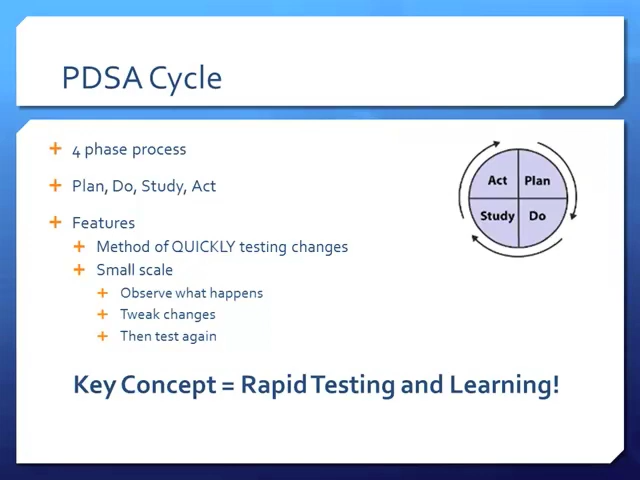 PDSA Cycle
4 phase process
Plan, Do, Study, Act
Features
Method of QUICKLY testing changes
Small scale
Observe what happens
Tweak changes
Then test again
Act Plan
Study Do
Key Concept = Rapid Testing and Learning!